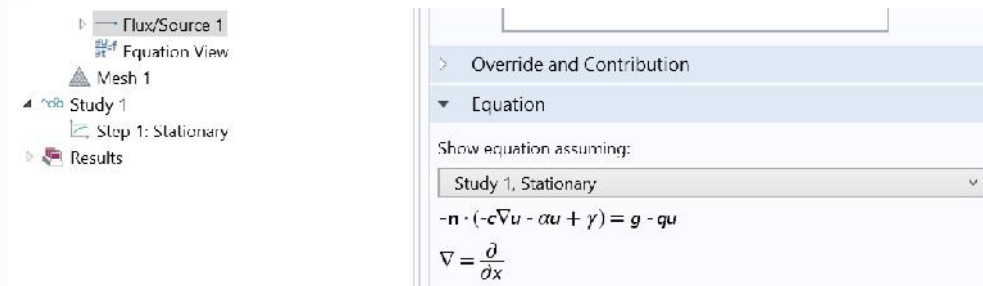 Flux/Source 1
Equation View
Mesh 1
Study 1
Step 1: Stationary
Results
Override and Contribution
Equation
Show equation assuming:
Study 1, Stationary
-n · (-c∇u - αu + γ) = g - qu
∇ = ∂/∂x